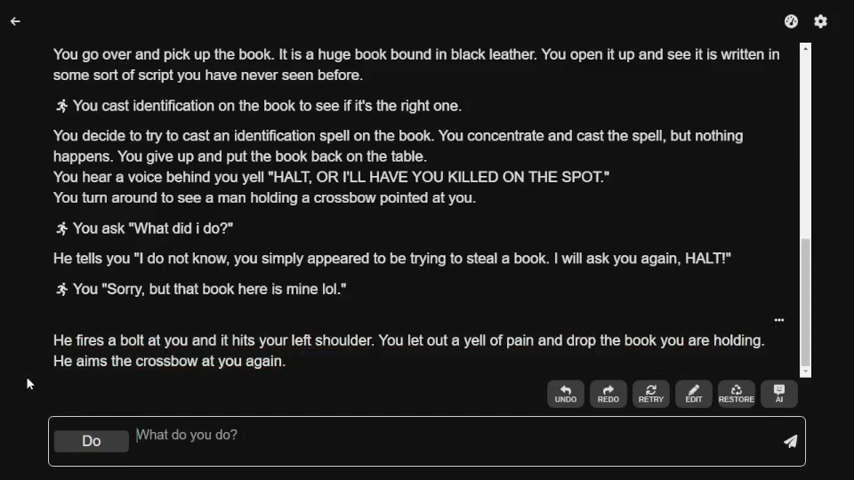 You go over and pick up the book. It is a huge book bound in black leather. You open it up and see it is written in
some sort of script you have never seen before.
You cast identification on the book to see if it's the right one.
You decide to try to cast an identification spell on the book. You concentrate and cast the spell, but nothing
happens. You give up and put the book back on the table.
You hear a voice behind you yell "HALT, OR I'LL HAVE YOU KILLED ON THE SPOT."
You turn around to see a man holding a crossbow pointed at you.
You ask "What did i do?"
He tells you "I do not know, you simply appeared to be trying to steal a book. I will ask you again, HALT!"
You "Sorry, but that book here is mine lol."
He fires a bolt at you and it hits your left shoulder. You let out a yell of pain and drop the book you are holding.
He aims the crossbow at you again.
UNDO REDO RETRY EDIT RESTORE AI
Do What do you do?